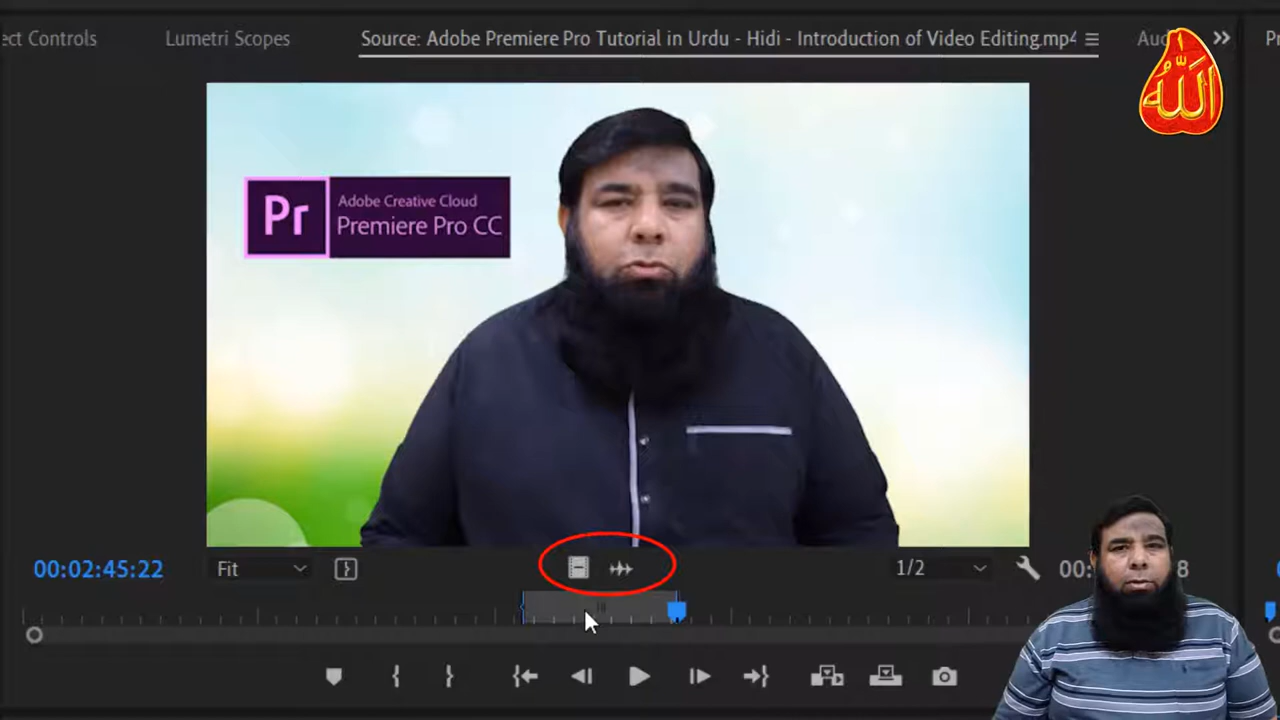 ect Controls
Lumetri Scopes
Source: Adobe Premiere Pro Tutorial in Urdu - Hidi - Introduction of Video Editing.mp4
Au
Pr
الله
Pr
Adobe Creative Cloud
Premiere Pro CC
00:02:45:22
Fit
1/2
00:
8